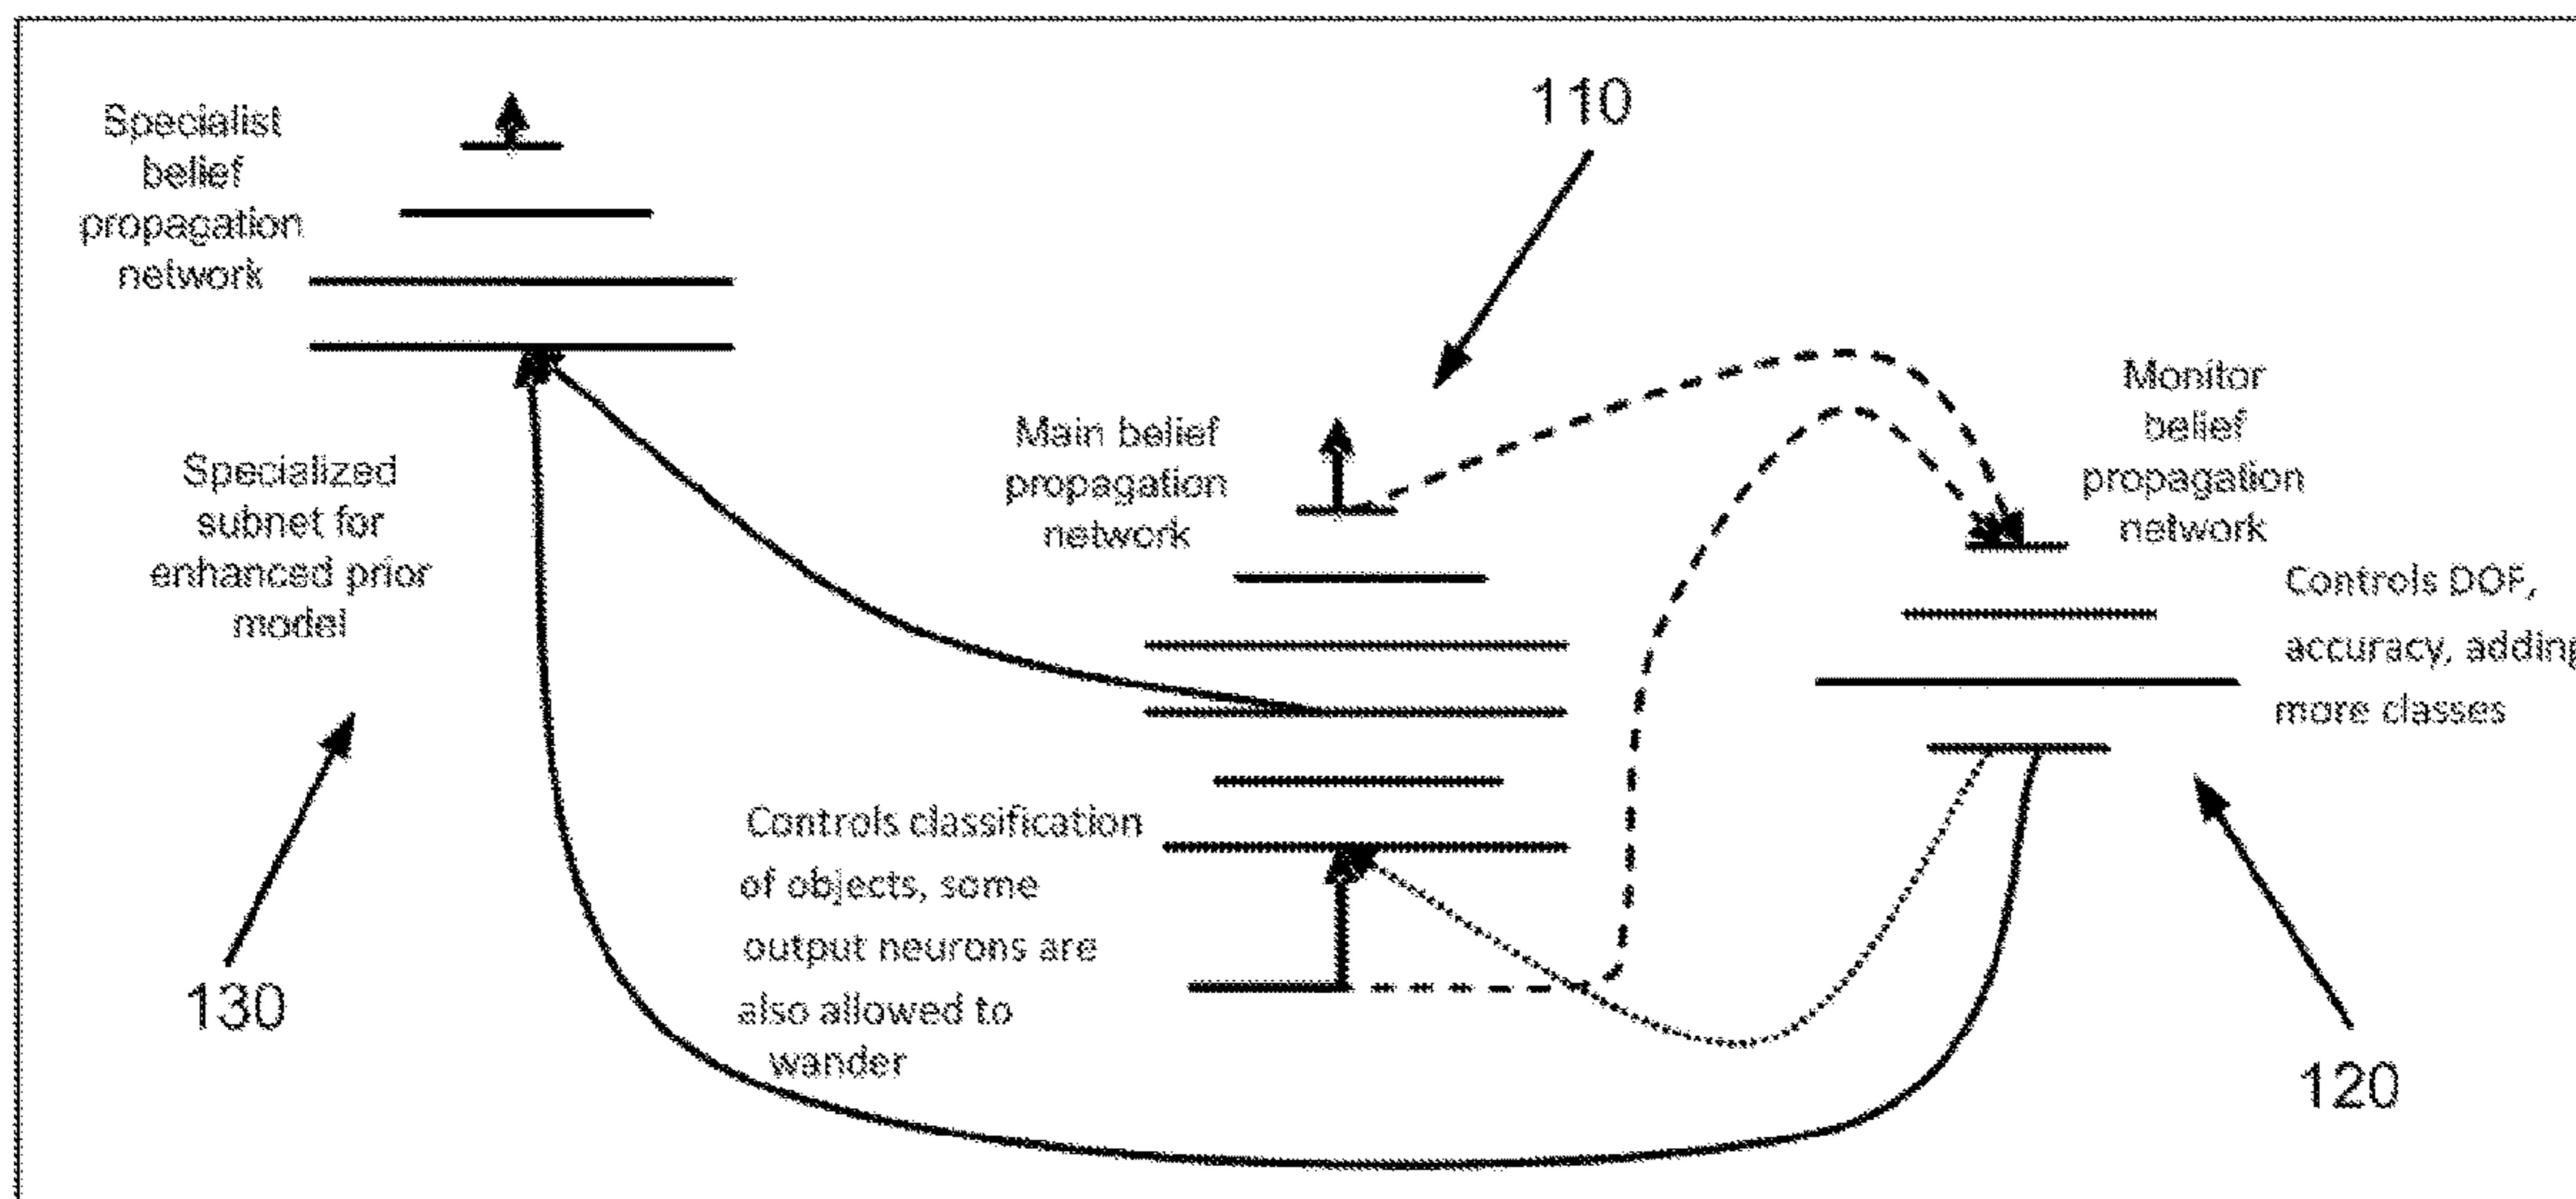 Specialist
belief
propagation
network
110
Specialized
subnet for
enhanced prior
model
130
Main belief
propagation
network
Monitor
belief
propagation
network
Controls DOF,
accuracy, adding
more classes
Controls classification
of objects, some
output neurons are
also allowed to
wander
120